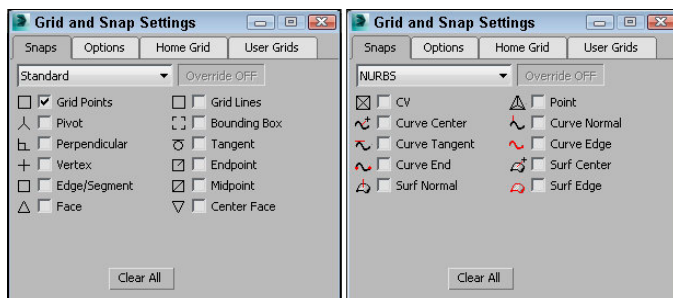 Grid and Snap Settings
Snaps Options Home Grid User Grids
Standard Override OFF
Grid Points Grid Lines
Pivot Bounding Box
Perpendicular Tangent
Vertex Endpoint
Edge/Segment Midpoint
Face Center Face
Clear All
Grid and Snap Settings
Snaps Options Home Grid User Grids
NURBS Override OFF
CV Point
Curve Center Curve Normal
Curve Tangent Curve Edge
Curve End Surf Center
Surf Normal Surf Edge
Clear All